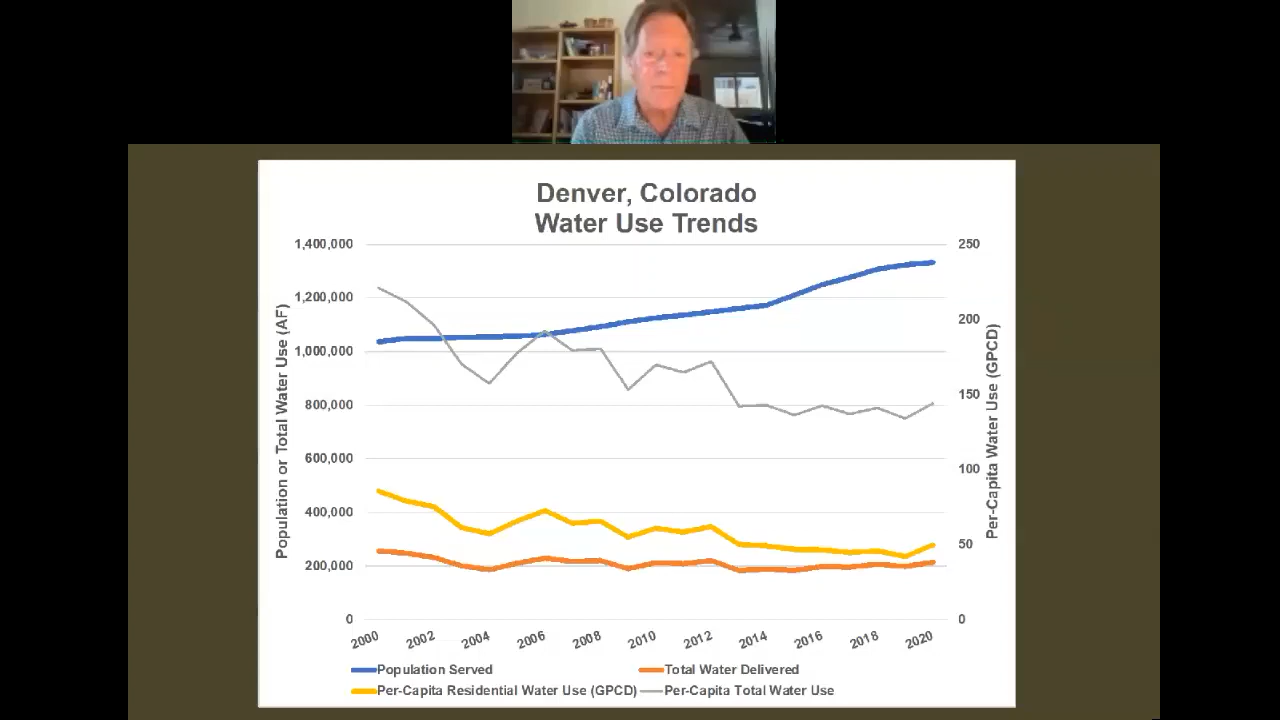 Denver, Colorado
Water Use Trends
1,400,000
1,200,000
1,000,000
800,000
600,000
400,000
200,000
0
Population or Total Water Use (AF)
250
200
150
100
50
0
Per-Capita Water Use (GPCD)
2000 2002 2004 2006 2008 2010 2012 2014 2016 2018 2020
Population Served Total Water Delivered
Per-Capita Residential Water Use (GPCD) Per-Capita Total Water Use